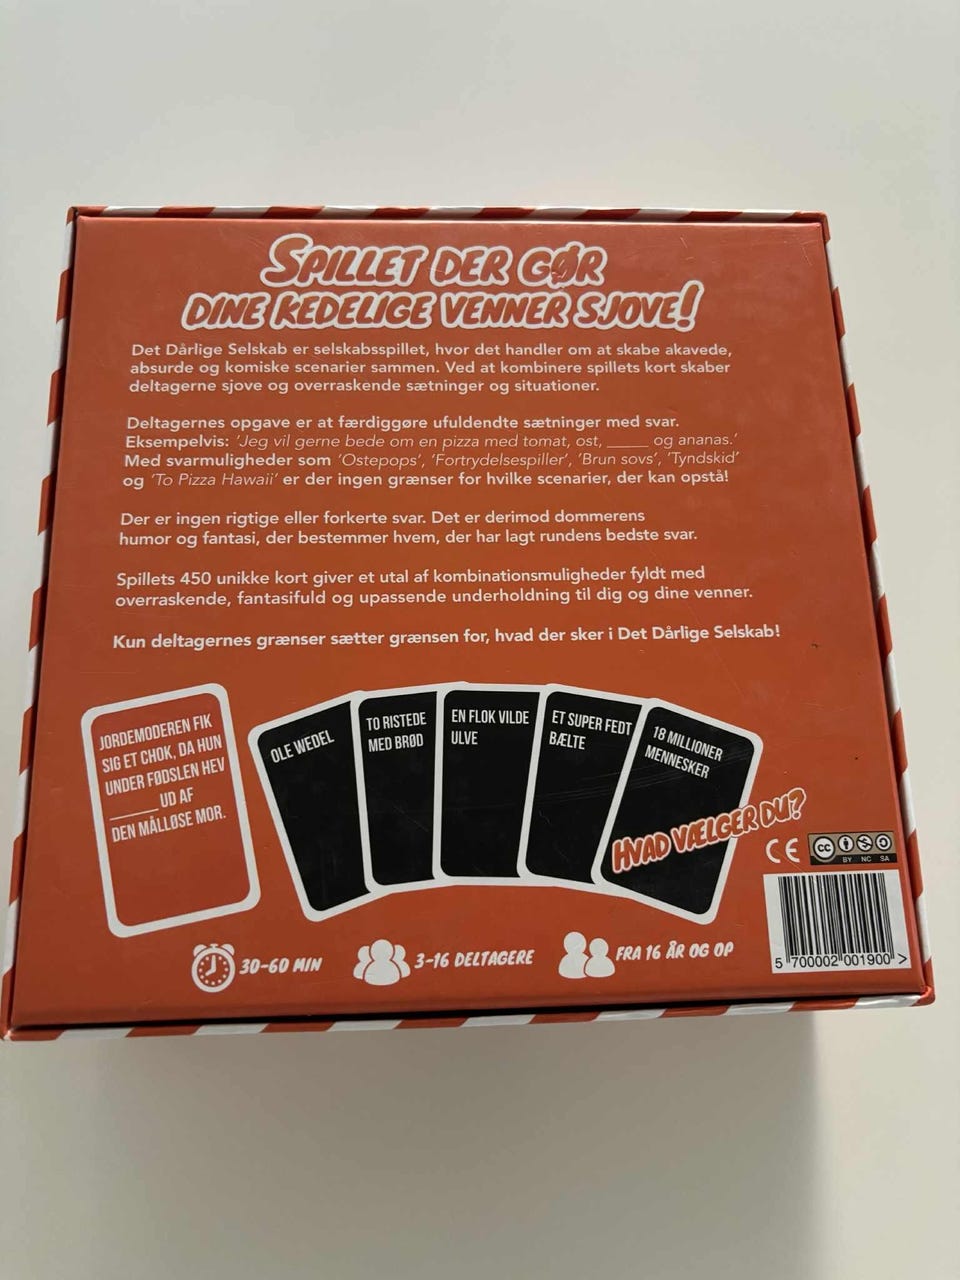 SPILLET DER GØR
DINE KEDELIGE VENNER SJOVE!
Det Dårlige Selskab er selskabsspillet, hvor det handler om at skabe akavede,
absurde og komiske scenarier sammen. Ved at kombinere spillets kort skaber
deltagerne sjove og overraskende sætninger og situationer.
Deltagernes opgave er at færdiggøre ufuldendte sætninger med svar.
Eksempelvis: 'Jeg vil gerne bede om en pizza med tomat, ost, _____ og ananas.'
Med svarmuligheder som 'Ostepops', 'Fortrydelsespiller', 'Brun sovs', 'Tyndskid'
og 'To Pizza Hawaii' er der ingen grænser for hvilke scenarier, der kan opstå!
Der er ingen rigtige eller forkerte svar. Det er derimod dommerens
humor og fantasi, der bestemmer hvem, der har lagt rundens bedste svar.
Spillets 450 unikke kort giver et utal af kombinationsmuligheder fyldt med
overraskende, fantasifuld og upassende underholdning til dig og dine venner.
Kun deltagernes grænser sætter grænsen for, hvad der sker i Det Dårlige Selskab!
JORDEMODEREN FIK
SIG ET CHOK, DA HUN
UNDER FØDSLEN HEV
______ UD AF
DEN MÅLLØSE MOR.
OLE WEDEL
TO RISTEDE
MED BRØD
EN FLOK VILDE
ULVE
ET SUPER FEDT
BÆLTE
18 MILLIONER
MENNESKER
HVAD VÆLGER DU?
CE
CC BY NC SA
5 700002 001900 >
30-60 MIN
3-16 DELTAGERE
FRA 16 ÅR OG OP